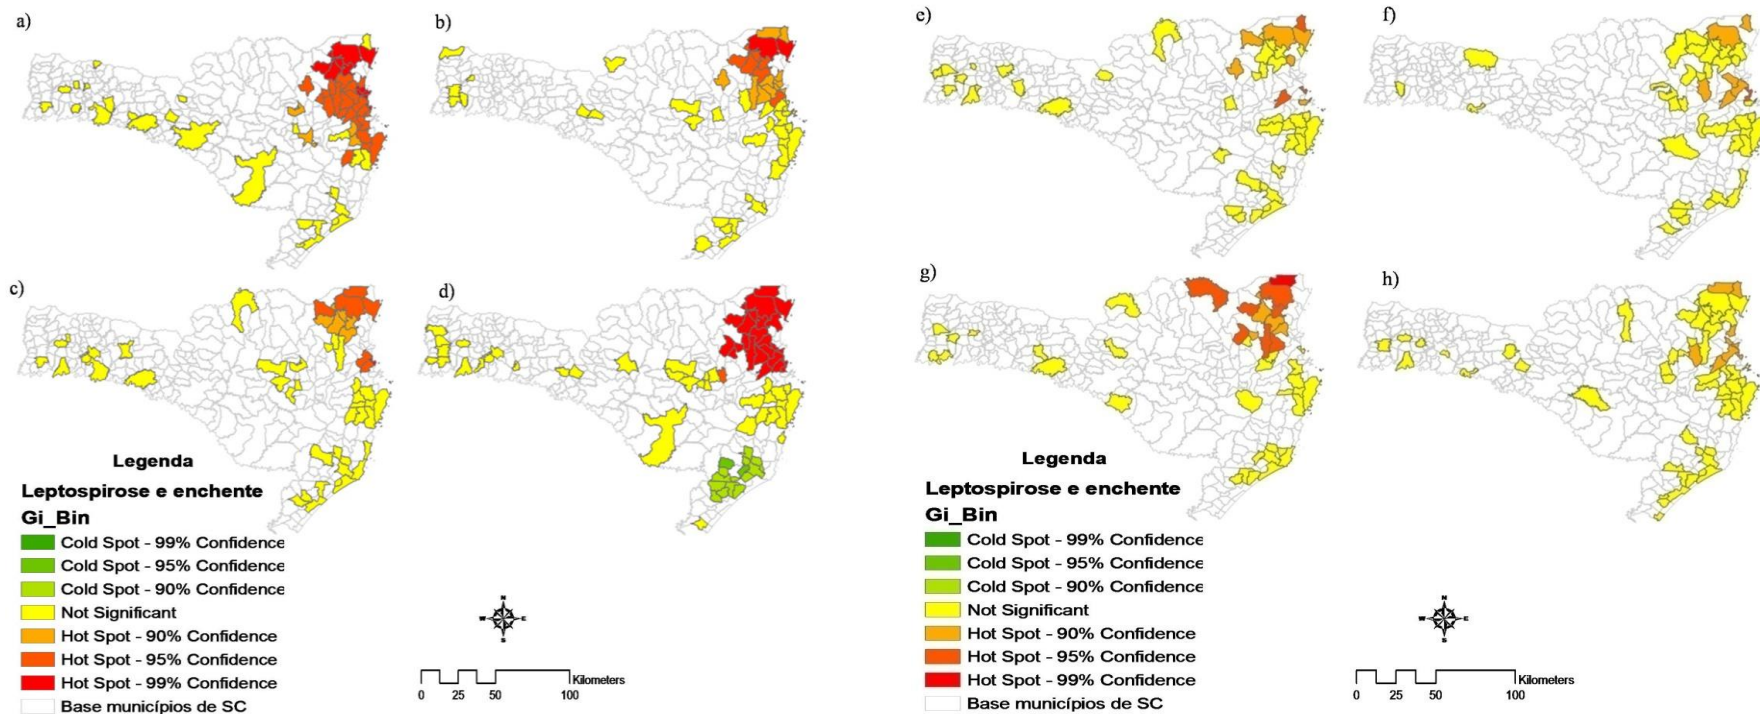 a)
b)
c)
d)
Legenda
Leptospirose e enchente
Gi_Bin
Cold Spot - 99% Confidence
Cold Spot - 95% Confidence
Cold Spot - 90% Confidence
Not Significant
Hot Spot - 90% Confidence
Hot Spot - 95% Confidence
Hot Spot - 99% Confidence
Base municípios de SC
N
W E
S
Kilometers
0 25 50 100
e)
f)
g)
h)
Legenda
Leptospirose e enchente
Gi_Bin
Cold Spot - 99% Confidence
Cold Spot - 95% Confidence
Cold Spot - 90% Confidence
Not Significant
Hot Spot - 90% Confidence
Hot Spot - 95% Confidence
Hot Spot - 99% Confidence
Base municípios de SC
N
W E
S
Kilometers
0 25 50 100